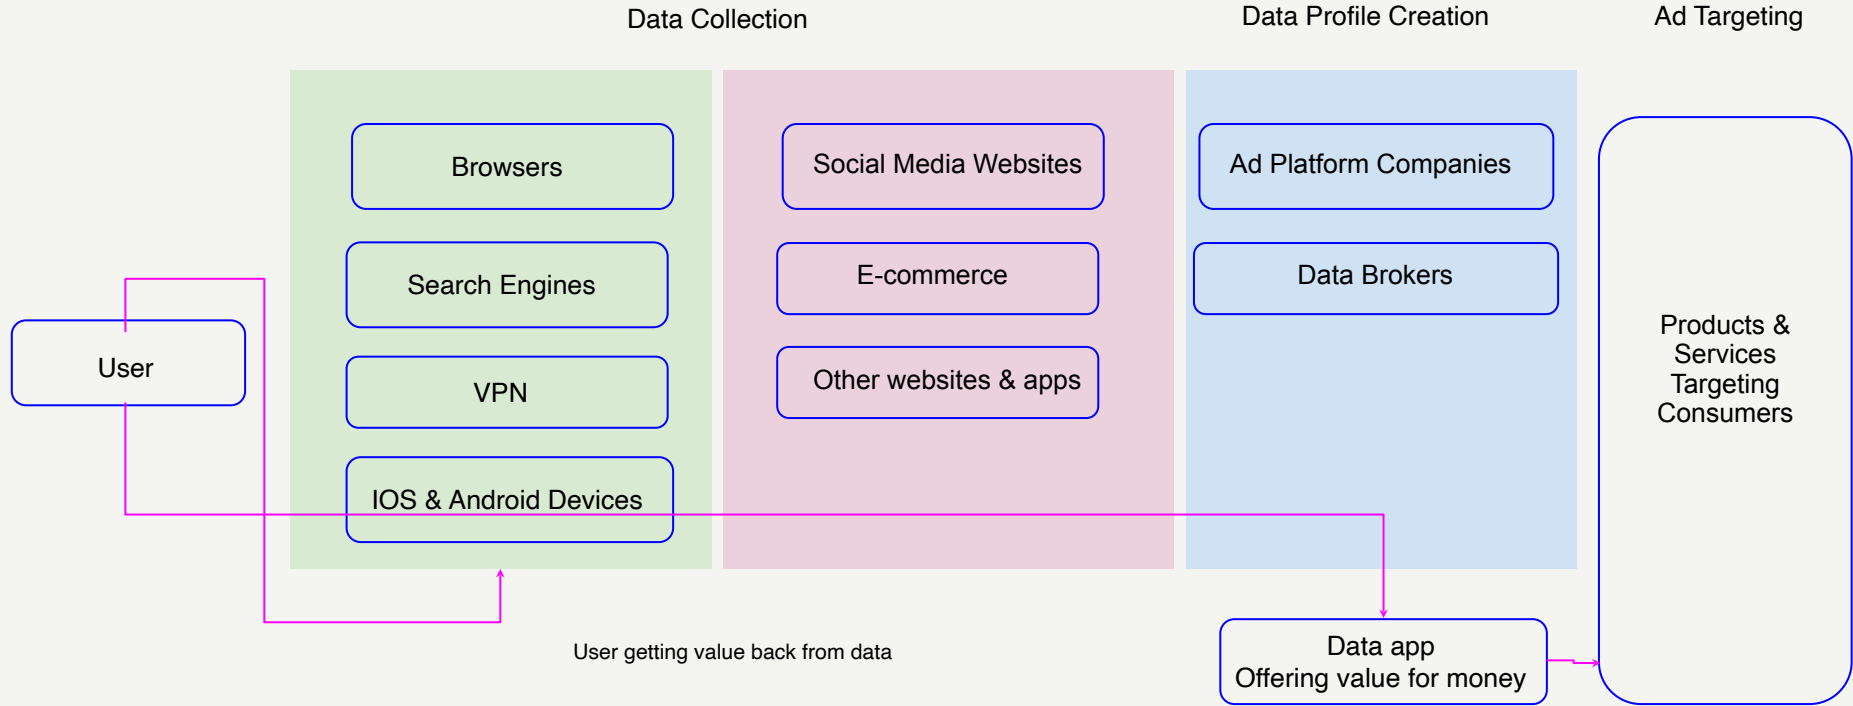 Data Collection
Data Profile Creation
Ad Targeting
Browsers
Social Media Websites
Ad Platform Companies
Search Engines
E-commerce
Data Brokers
User
VPN
Other websites & apps
Products &
Services
Targeting
Consumers
IOS & Android Devices
User getting value back from data
Data app
Offering value for money